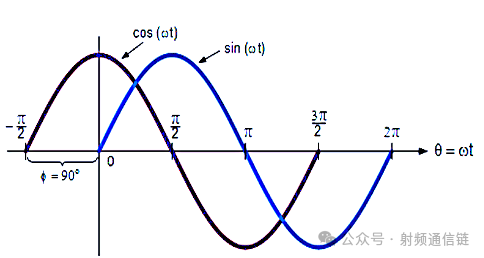 cos (ωt)
sin (ωt)
-π/2
π/2
π
3π/2
2π
0
θ = ωt
ϕ = 90°
公众号 · 射频通信链